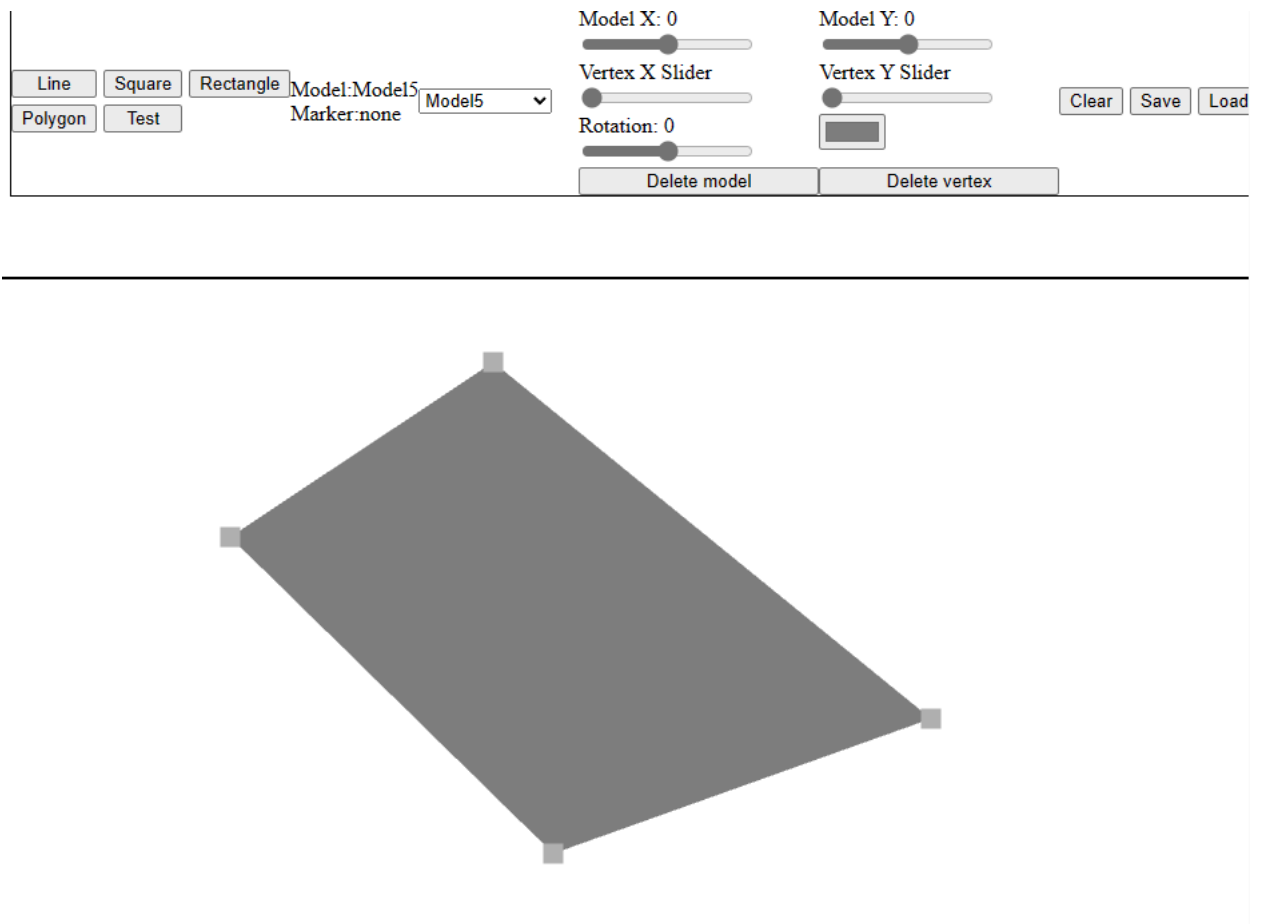 Line Square Rectangle
Polygon Test
Model:Model5
Marker:none
Model5
Model X: 0
Vertex X Slider
Rotation: 0
Delete model
Model Y: 0
Vertex Y Slider
Delete vertex
Clear Save Load